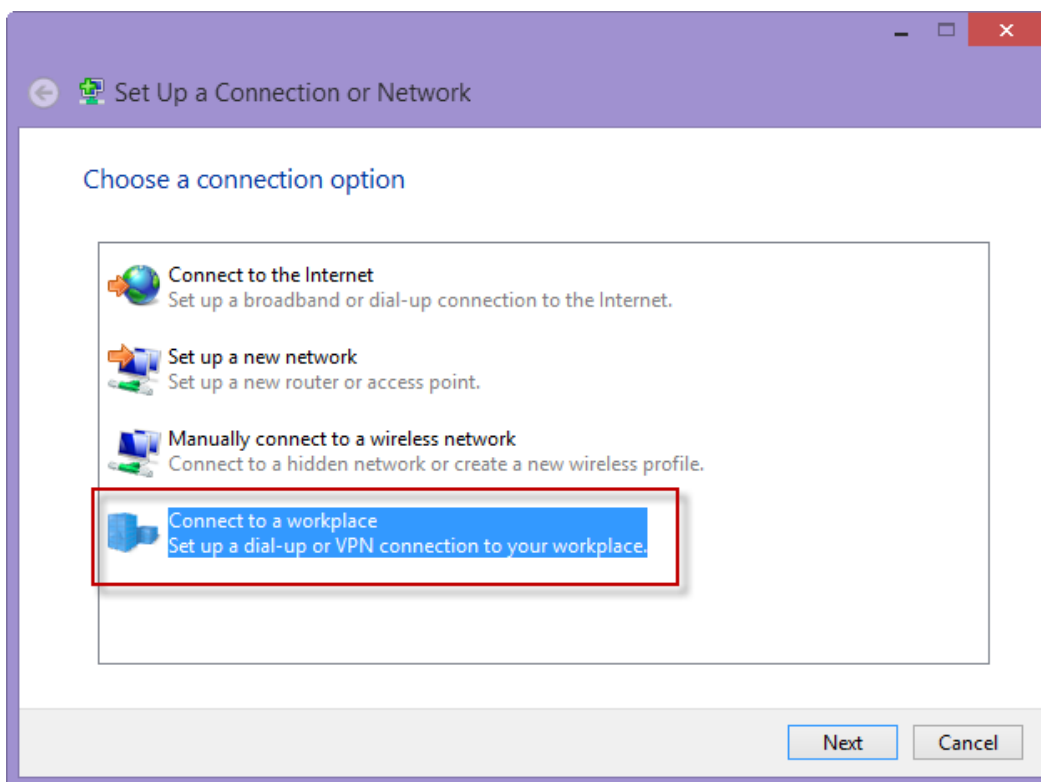 Set Up a Connection or Network
Choose a connection option
Connect to the Internet
Set up a broadband or dial-up connection to the Internet.
Set up a new network
Set up a new router or access point.
Manually connect to a wireless network
Connect to a hidden network or create a new wireless profile.
Connect to a workplace
Set up a dial-up or VPN connection to your workplace.
Next Cancel